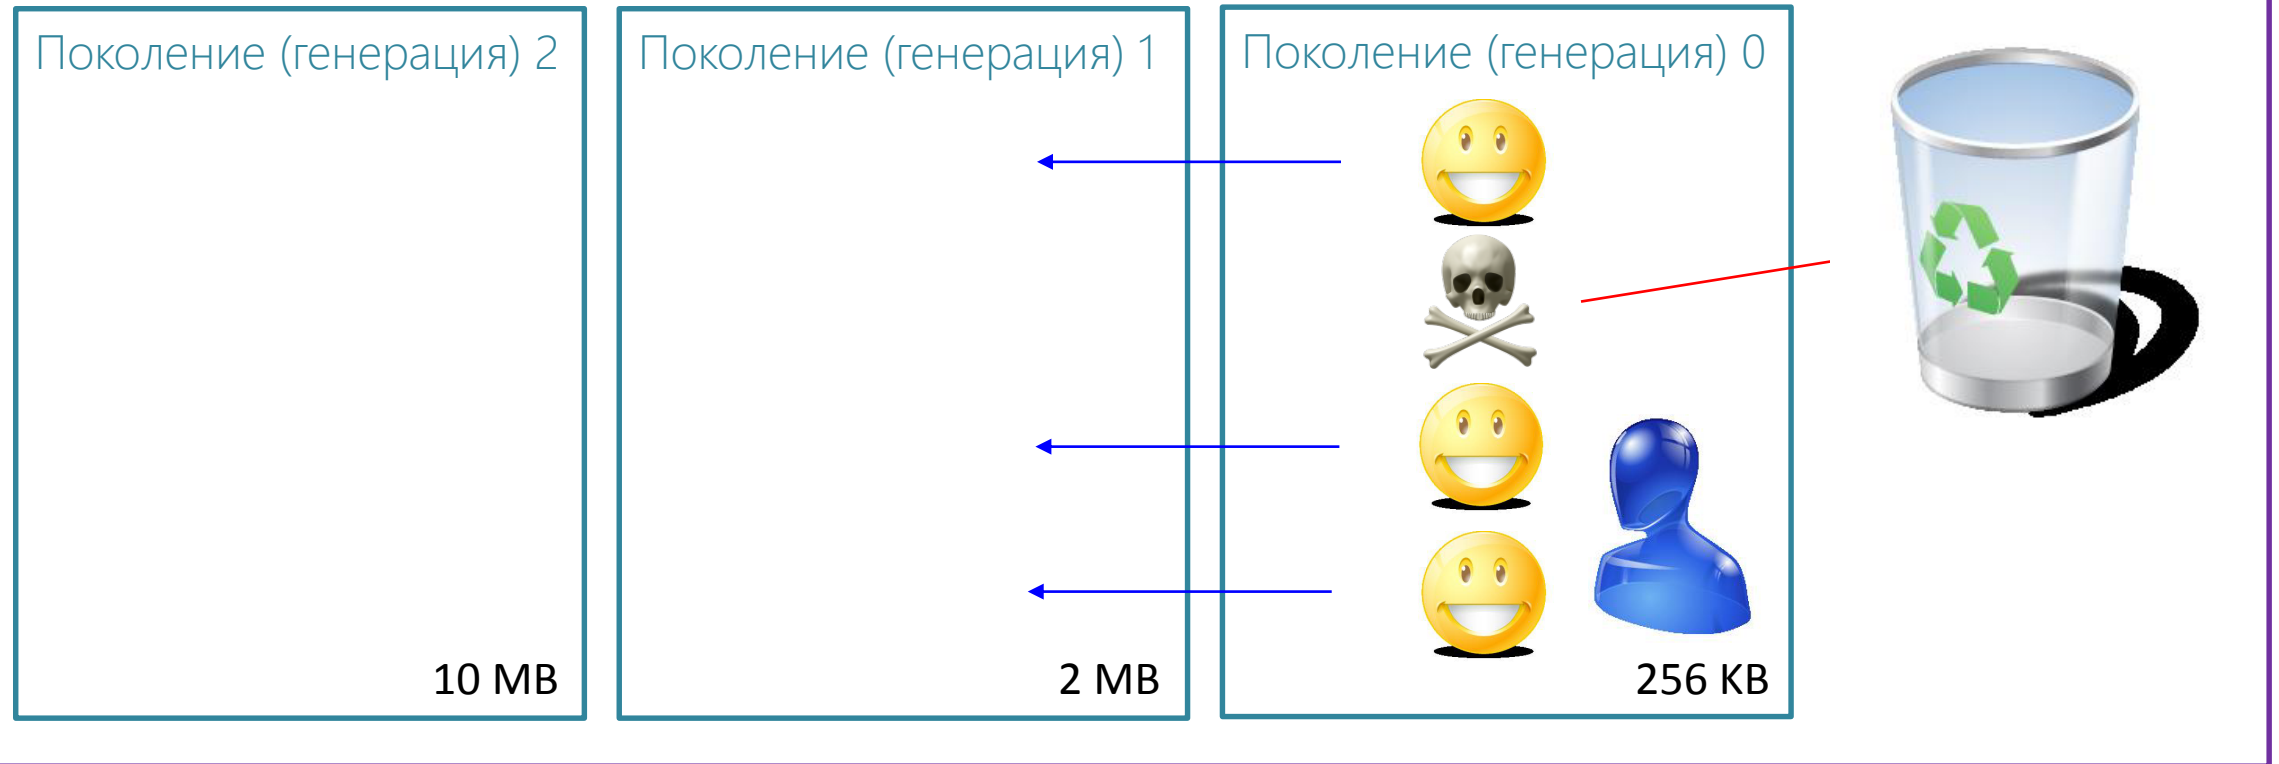 Поколение (генерация) 2
10 MB
Поколение (генерация) 1
2 MB
Поколение (генерация) 0
256 KB